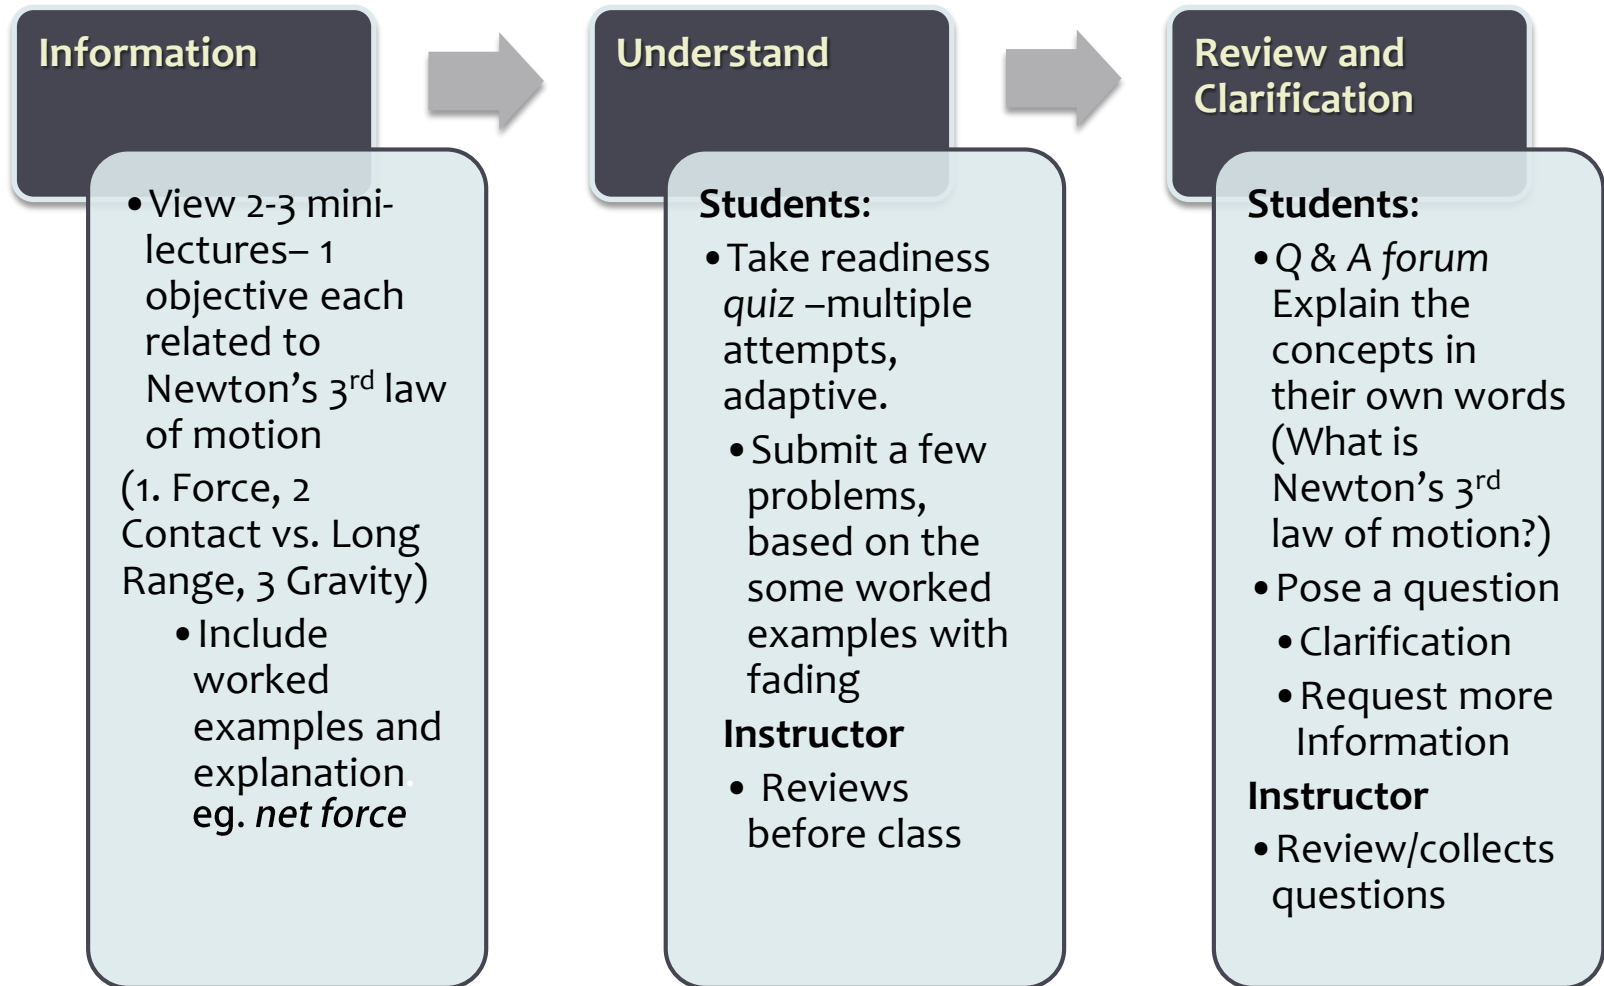 Information
•View 2-3 mini-
lectures– 1
objective each
related to
Newton's 3rd law
of motion
(1. Force, 2
Contact vs. Long
Range, 3 Gravity)
•Include
worked
examples and
explanation.
eg. net force
Understand
Students:
•Take readiness
quiz –multiple
attempts,
adaptive.
•Submit a few
problems,
based on the
some worked
examples with
fading
Instructor
• Reviews
before class
Review and
Clarification
Students:
•Q & A forum
Explain the
concepts in
their own words
(What is
Newton's 3rd
law of motion?)
•Pose a question
•Clarification
•Request more
Information
Instructor
•Review/collects
questions